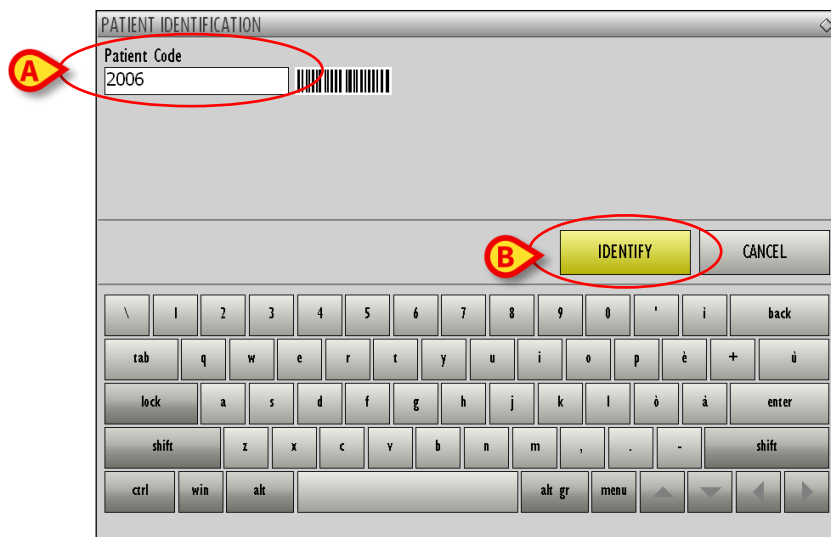 PATIENT IDENTIFICATION
Patient Code
A
2006
B
IDENTIFY CANCEL
\ 1 2 3 4 5 6 7 8 9 0 ' i back
tab q w e r t y u i o p è + ù
lock a s d f g h j k l ò à enter
shift z x c v b n m , . - shift
ctrl win alt alt gr menu